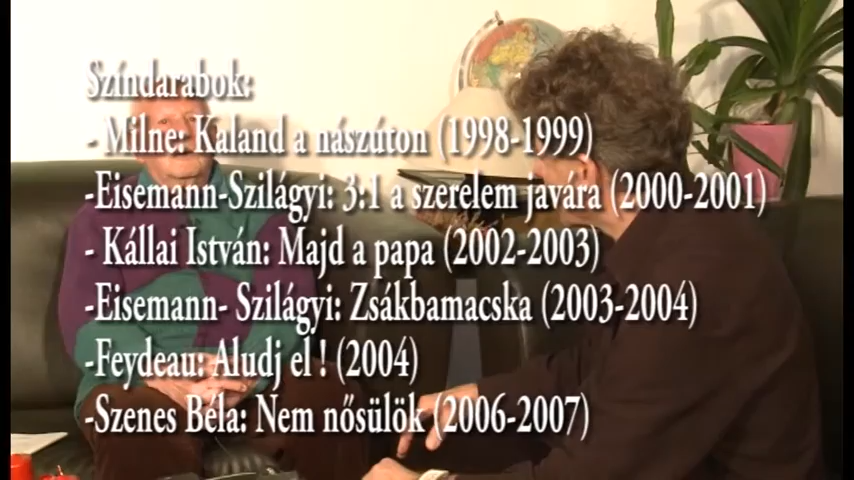 Színdarabok:
- Milne: Kaland a nászúton (1998-1999)
-Eisemann-Szilágyi: 3:1 a szerelem javára (2000-2001)
- Kállai István: Majd a papa (2002-2003)
-Eisemann- Szilágyi: Zsákbamacska (2003-2004)
-Feydeau: Aludj el ! (2004)
-Szenes Béla: Nem nősülök (2006-2007)